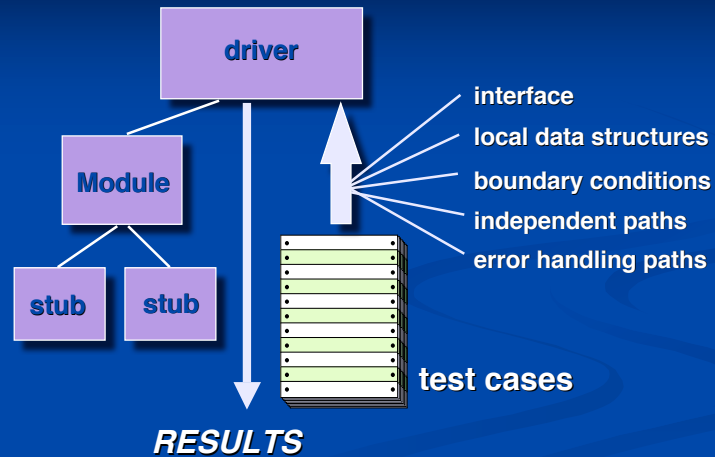 driver
interface
local data structures
Module
boundary conditions
independent paths
error handling paths
stub
stub
test cases
RESULTS